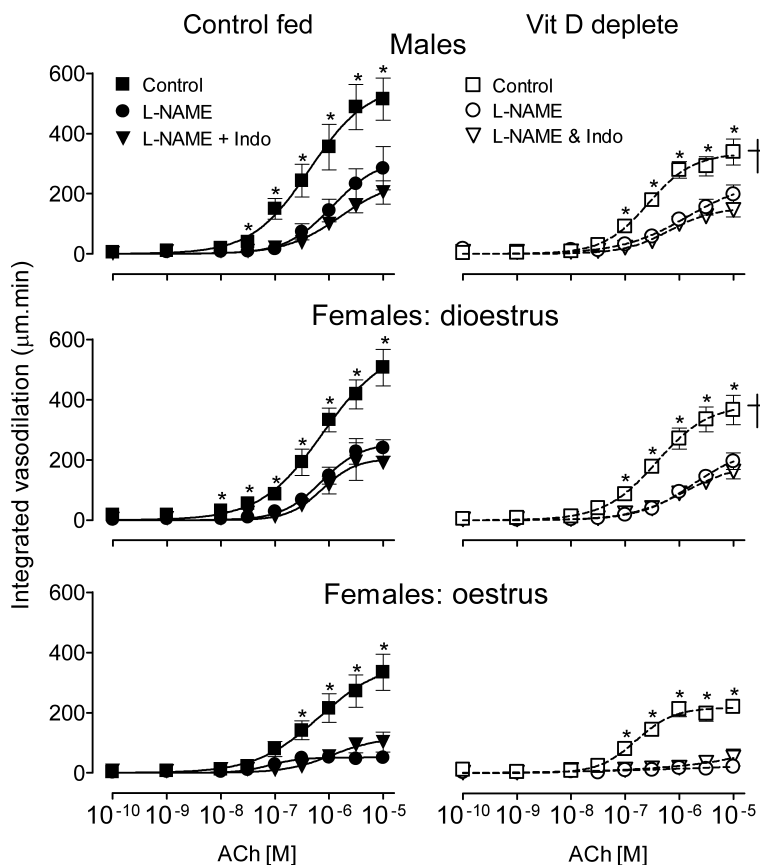 Control fed Vit D deplete
Males
600
400
200
0
Control
L-NAME
L-NAME + Indo
* * * * * *
Control
L-NAME
L-NAME & Indo
* * * * * †
Females: dioestrus
600
400
200
0
* * * * * * *
* * * * * †
Females: oestrus
600
400
200
0
* * * * *
* * * * *
Integrated vasodilation (μm.min)
10-10 10-9 10-8 10-7 10-6 10-5
10-10 10-9 10-8 10-7 10-6 10-5
ACh [M] ACh [M]